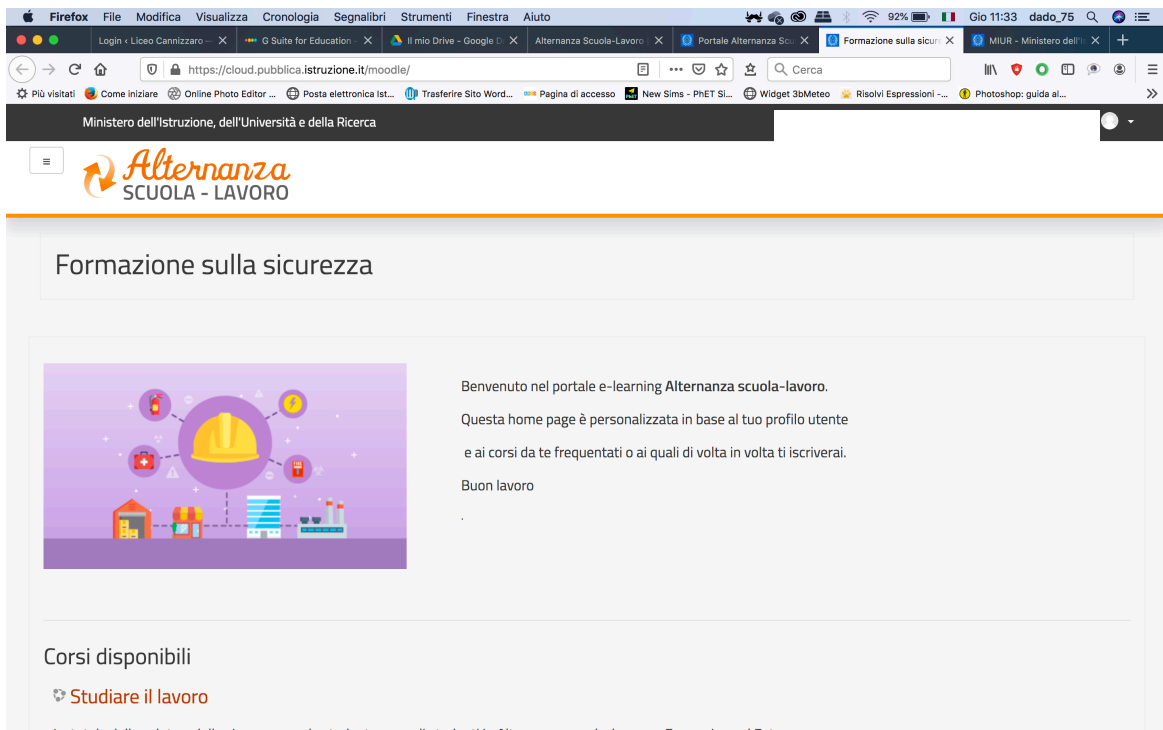 Firefox File Modifica Visualizza Cronologia Segnalibri Strumenti Finestra Aiuto 92% Gio 11:33 dado_75
Login ‹ Liceo Cannizzaro — G Suite for Education - Il mio Drive - Google D Alternanza Scuola-Lavoro Portale Alternanza Scu Formazione sulla sicure MIUR - Ministero dell'Is
https://cloud.pubblica.istruzione.it/moodle/ Cerca
Più visitati Come iniziare Online Photo Editor ... Posta elettronica Ist... Trasferire Sito Word... Pagina di accesso New Sims - PhET Si... Widget 3bMeteo Risolvi Espressioni -... Photoshop: guida al...
Ministero dell'Istruzione, dell'Università e della Ricerca
Alternanza
SCUOLA - LAVORO
Formazione sulla sicurezza
Benvenuto nel portale e-learning Alternanza scuola-lavoro.
Questa home page è personalizzata in base al tuo profilo utente
e ai corsi da te frequentati o ai quali di volta in volta ti iscriverai.
Buon lavoro
.
Corsi disponibili
Studiare il lavoro